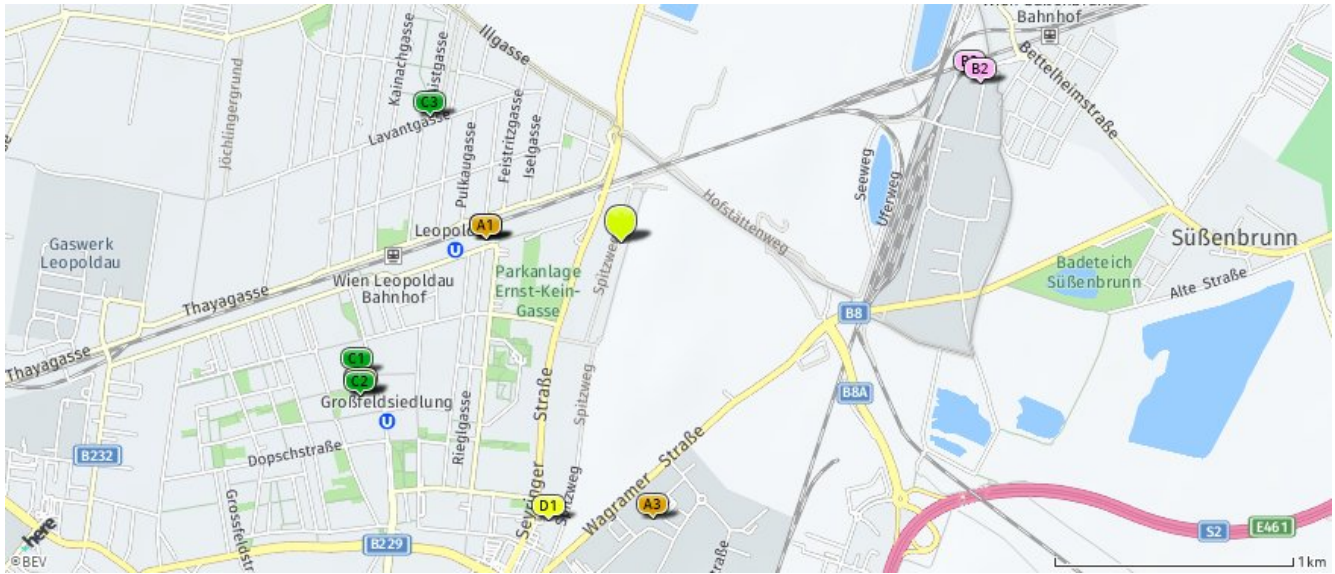 Bahnhof
Illgasse
Kainachgasse
Bettelheimstraße
C3
B2
Lavantgasse
Jöchlingergrund
Feistritzgasse
Iselgasse
Pulkaugasse
Seeweg
Uferweg
Hofstättenweg
A1
Gaswerk
Leopoldau
U
Spitzweg
Süßenbrunn
Badeteich
Süßenbrunn
Alte Straße
Parkanlage
Ernst-Kein-
Gasse
Wien Leopoldau
Bahnhof
Thayagasse
B8
Thayagasse
C1
C2
Großfeldsiedlung
U
B8A
Spitzweg
Straße
Rieglgasse
B232
Dopschstraße
Wagramer Straße
Seyringer
D1
A3
S2
E461
B229
here
©BEV
1km